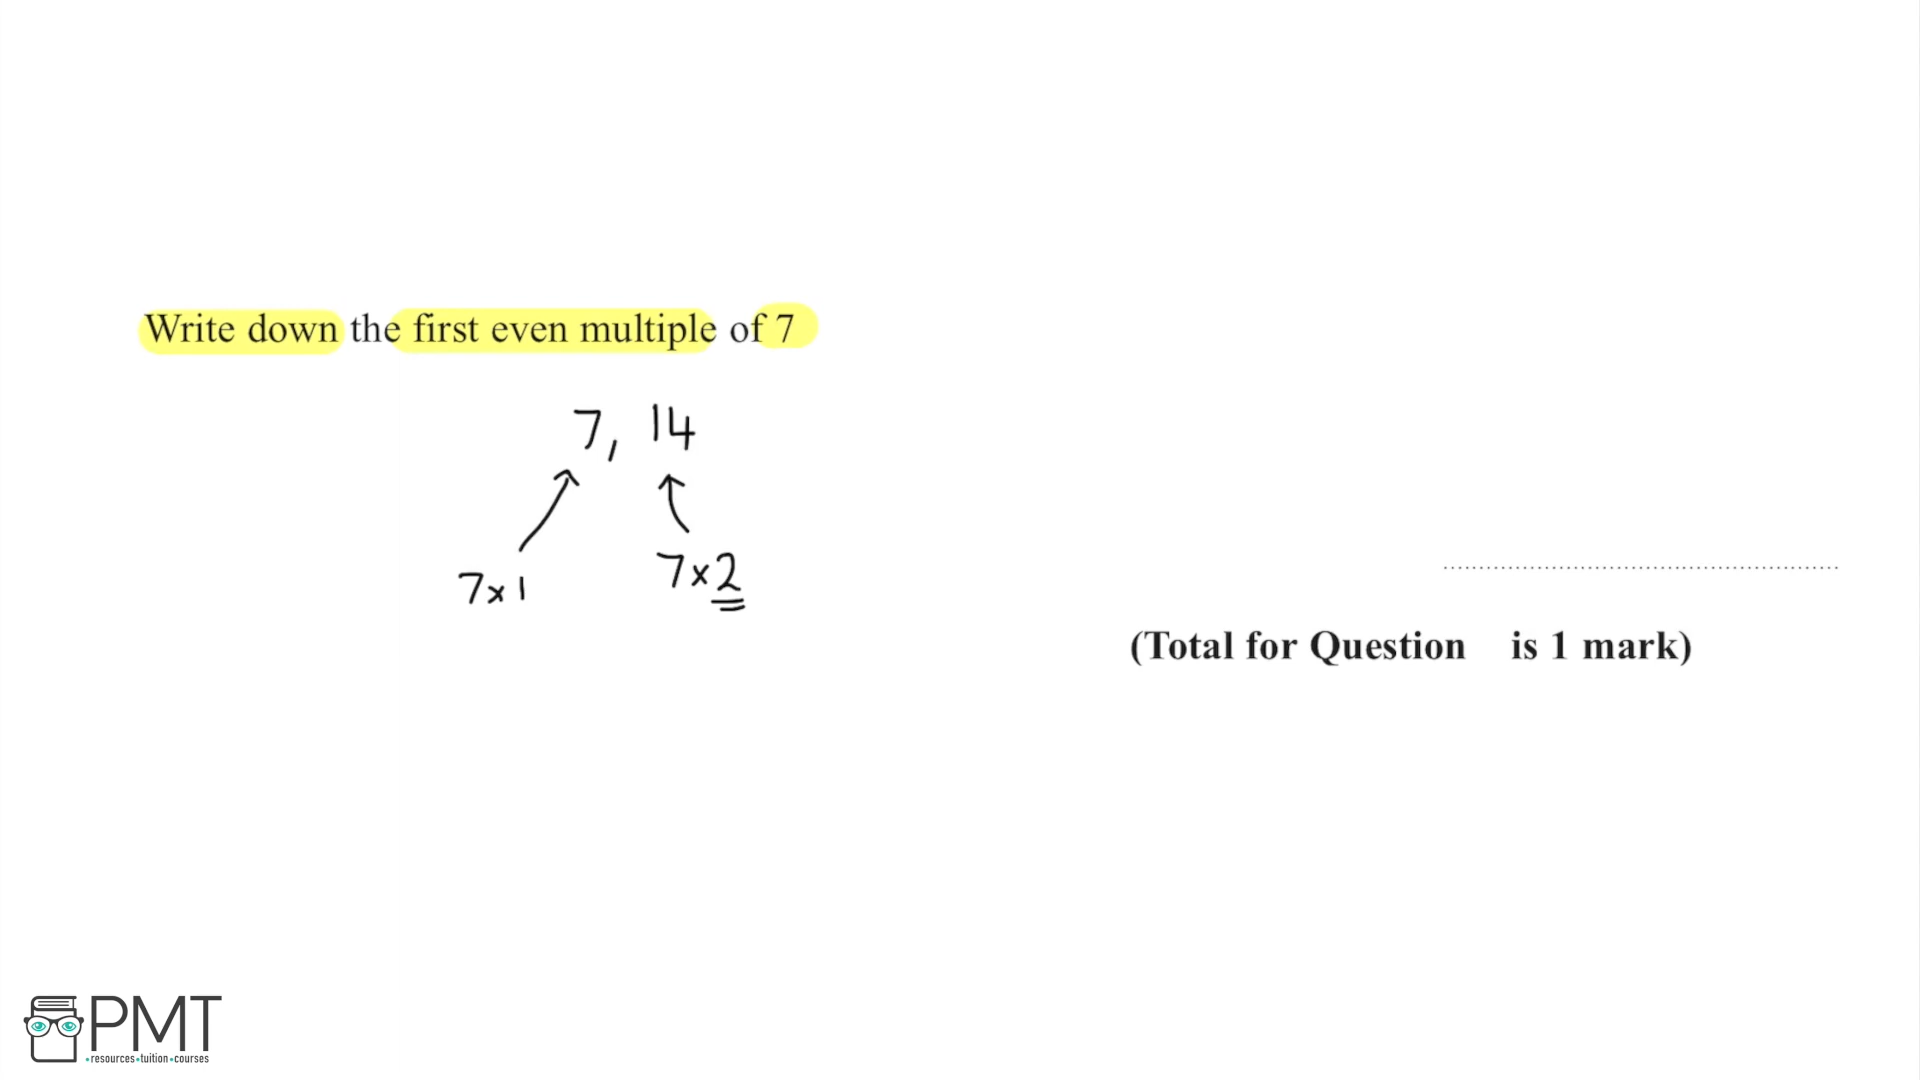 Write down the first even multiple of 7
7, 14
7×1 7×2
........................................................
(Total for Question is 1 mark)
PMT
•resources•tuition•courses